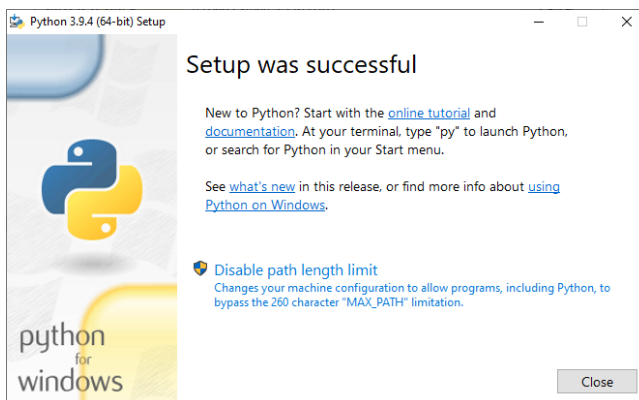 Python 3.9.4 (64-bit) Setup
Setup was successful
New to Python? Start with the online tutorial and
documentation. At your terminal, type "py" to launch Python,
or search for Python in your Start menu.
See what's new in this release, or find more info about using
Python on Windows.
Disable path length limit
Changes your machine configuration to allow programs, including Python, to
bypass the 260 character "MAX_PATH" limitation.
python
for
windows
Close